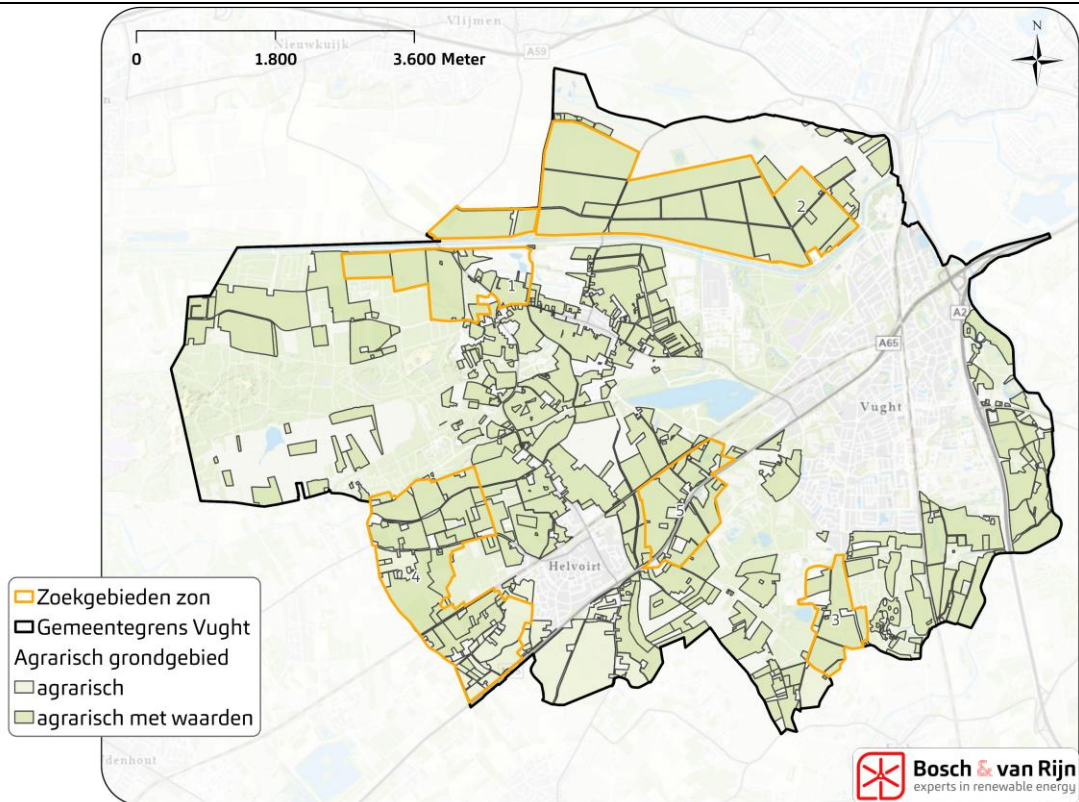 Vlijmen
Nieuwkuijk
A59
N
0 1.800 3.600 Meter
2
1
A2
A65
Vught
5
Helvoirt
4
3
Zoekgebieden zon
Gemeentegrens Vught
Agrarisch grondgebied
agrarisch
agrarisch met waarden
denhout
Bosch & van Rijn
experts in renewable energy